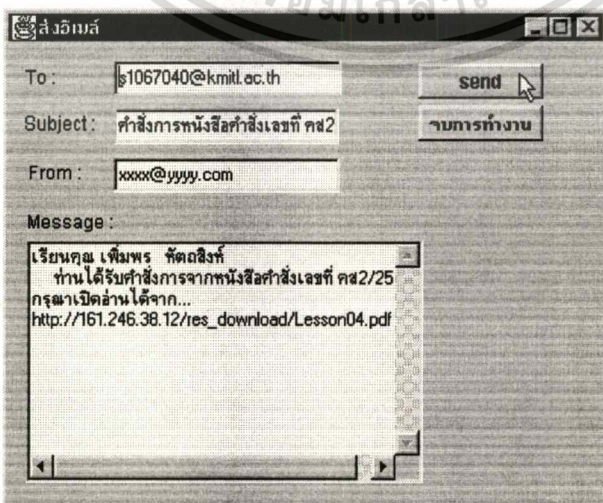 ส่งอีเมล์
To :
s1067040@kmitl.ac.th
send
Subject :
คำสั่งการหนังสือคำสั่งเลขที่ คส2
จบการทำงาน
From :
xxxx@yyyy.com
Message :
เรียนคุณ เพิ่มพร หัตถสิงห์
ท่านได้รับคำสั่งการจากหนังสือคำสั่งเลขที่ คส2/25
กรุณาเปิดอ่านได้จาก...
http://161.246.38.12/res_download/Lesson04.pdf